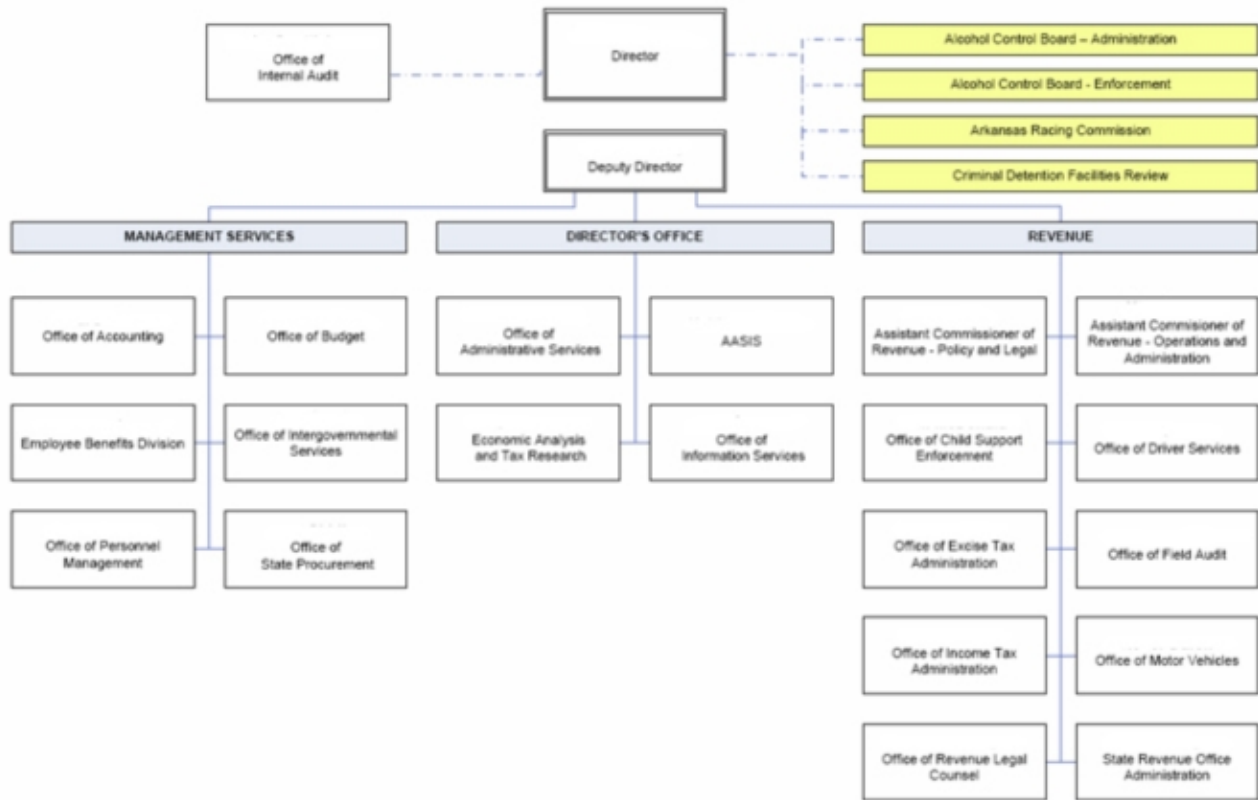 Office of
Internal Audit
Director
Alcohol Control Board – Administration
Alcohol Control Board - Enforcement
Arkansas Racing Commission
Criminal Detention Facilities Review
Deputy Director
MANAGEMENT SERVICES
DIRECTOR'S OFFICE
REVENUE
Office of Accounting
Office of Budget
Office of
Administrative Services
AASIS
Assistant Commissioner of
Revenue - Policy and Legal
Assistant Commisioner of
Revenue - Operations and
Administration
Employee Benefits Division
Office of Intergovernmental
Services
Economic Analysis
and Tax Research
Office of
Information Services
Office of Child Support
Enforcement
Office of Driver Services
Office of Personnel
Management
Office of
State Procurement
Office of Excise Tax
Administration
Office of Field Audit
Office of Income Tax
Administration
Office of Motor Vehicles
Office of Revenue Legal
Counsel
State Revenue Office
Administration